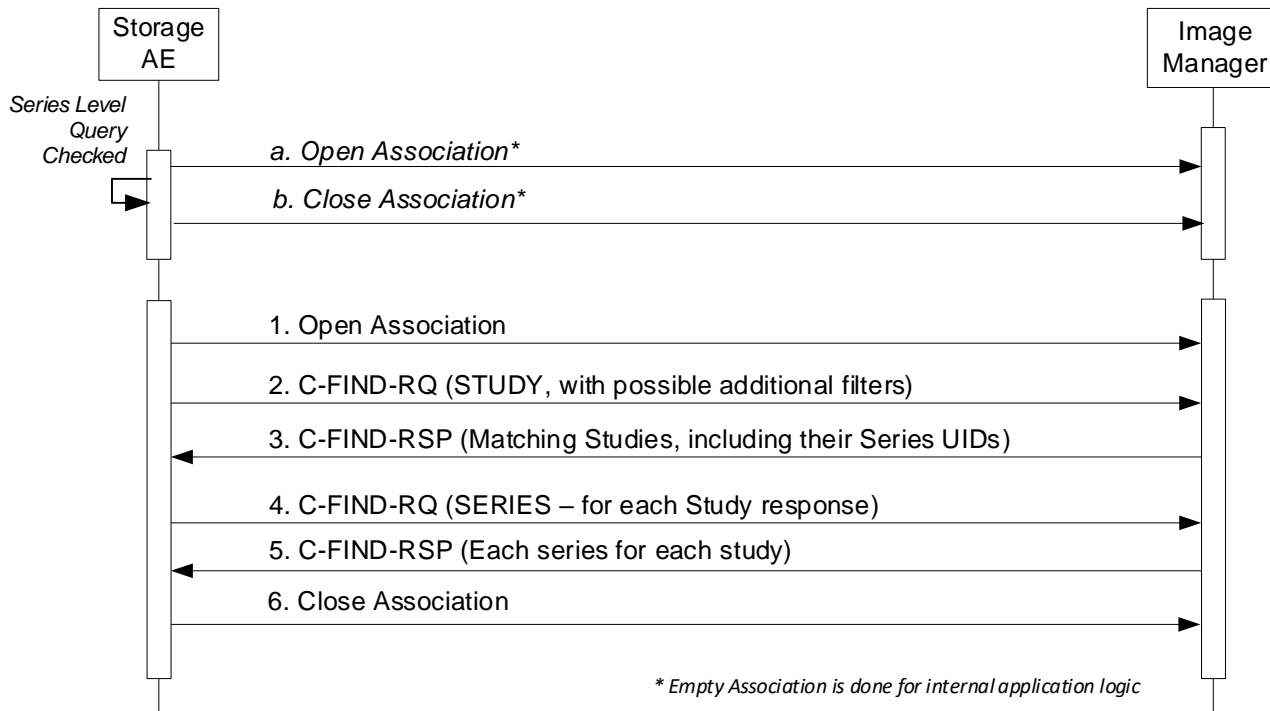 Storage
AE
Image
Manager
Series Level
Query
Checked
a. Open Association*
b. Close Association*
1. Open Association
2. C-FIND-RQ (STUDY, with possible additional filters)
3. C-FIND-RSP (Matching Studies, including their Series UIDs)
4. C-FIND-RQ (SERIES – for each Study response)
5. C-FIND-RSP (Each series for each study)
6. Close Association
* Empty Association is done for internal application logic